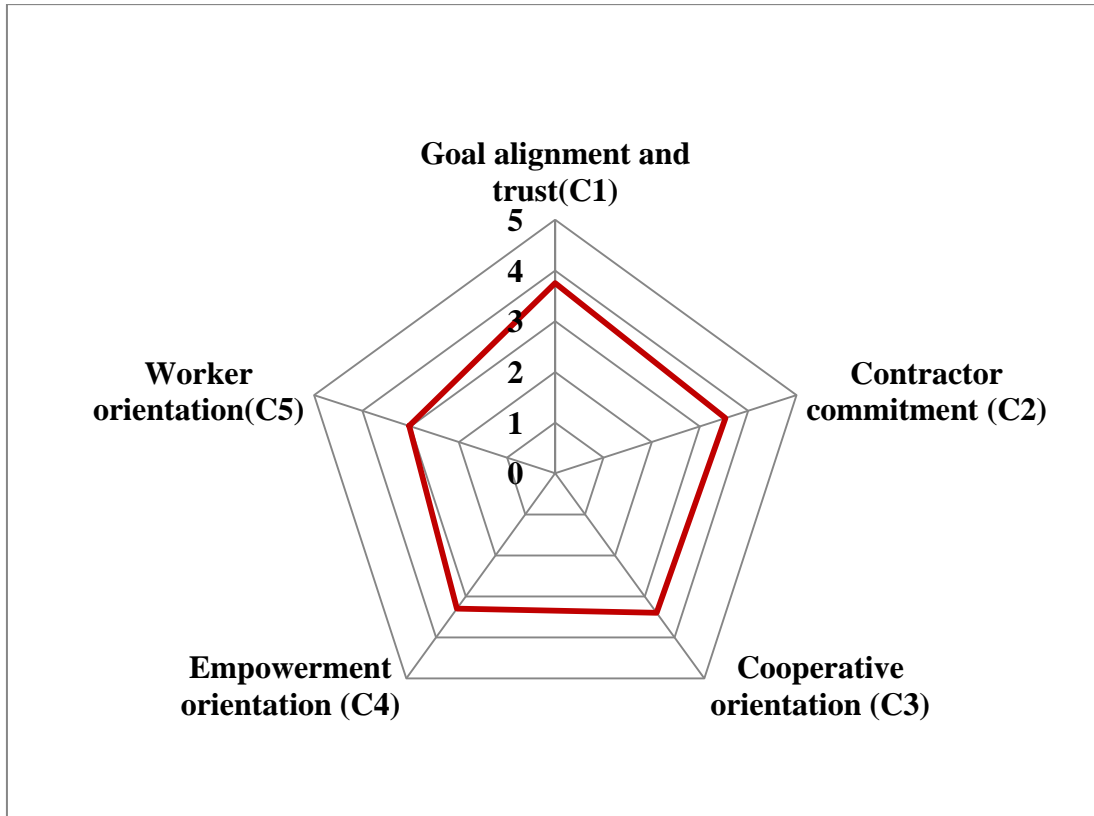 Goal alignment and
trust(C1)
5
4
3
2
1
0
Contractor
commitment (C2)
Cooperative
orientation (C3)
Empowerment
orientation (C4)
Worker
orientation(C5)